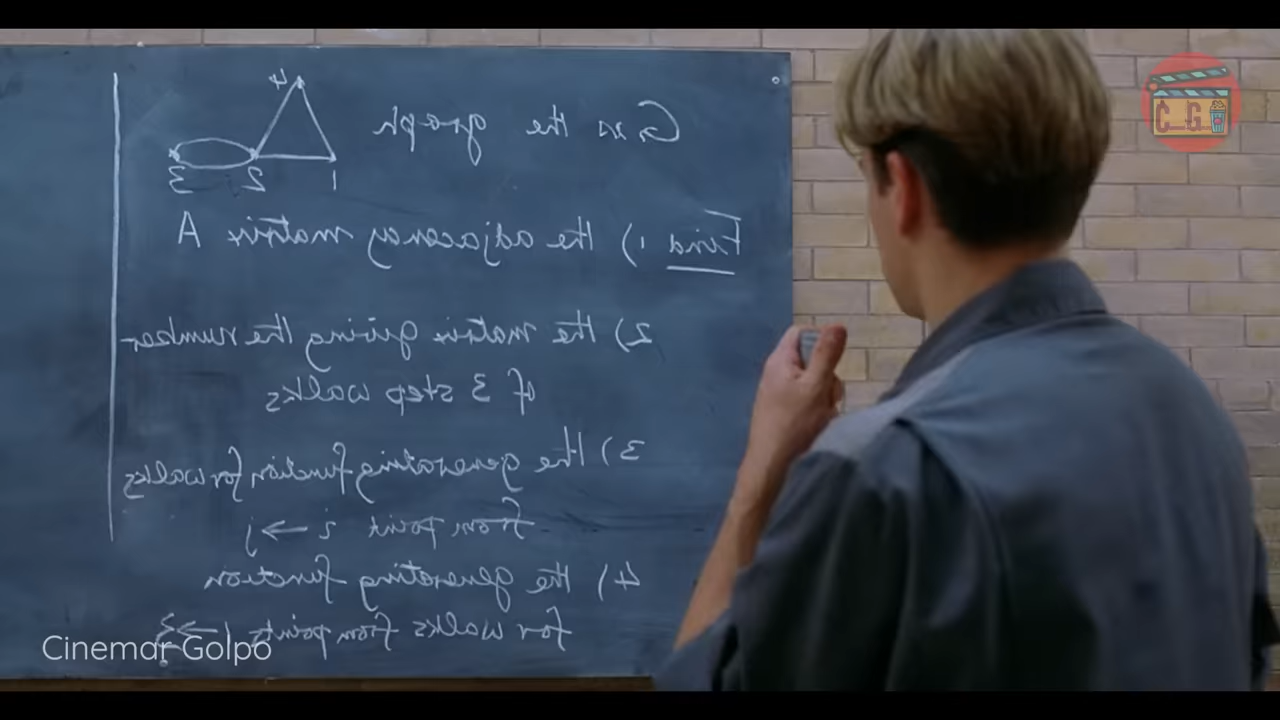 G is the graph
4
3 2 1
Find 1) the adjacency matrix A
2) the matrix giving the number
of 3 step walks
3) the generating function for walks
from point i → j
4) the generating function
for walks from points 1 → 3
C G
Cinemar Golpo